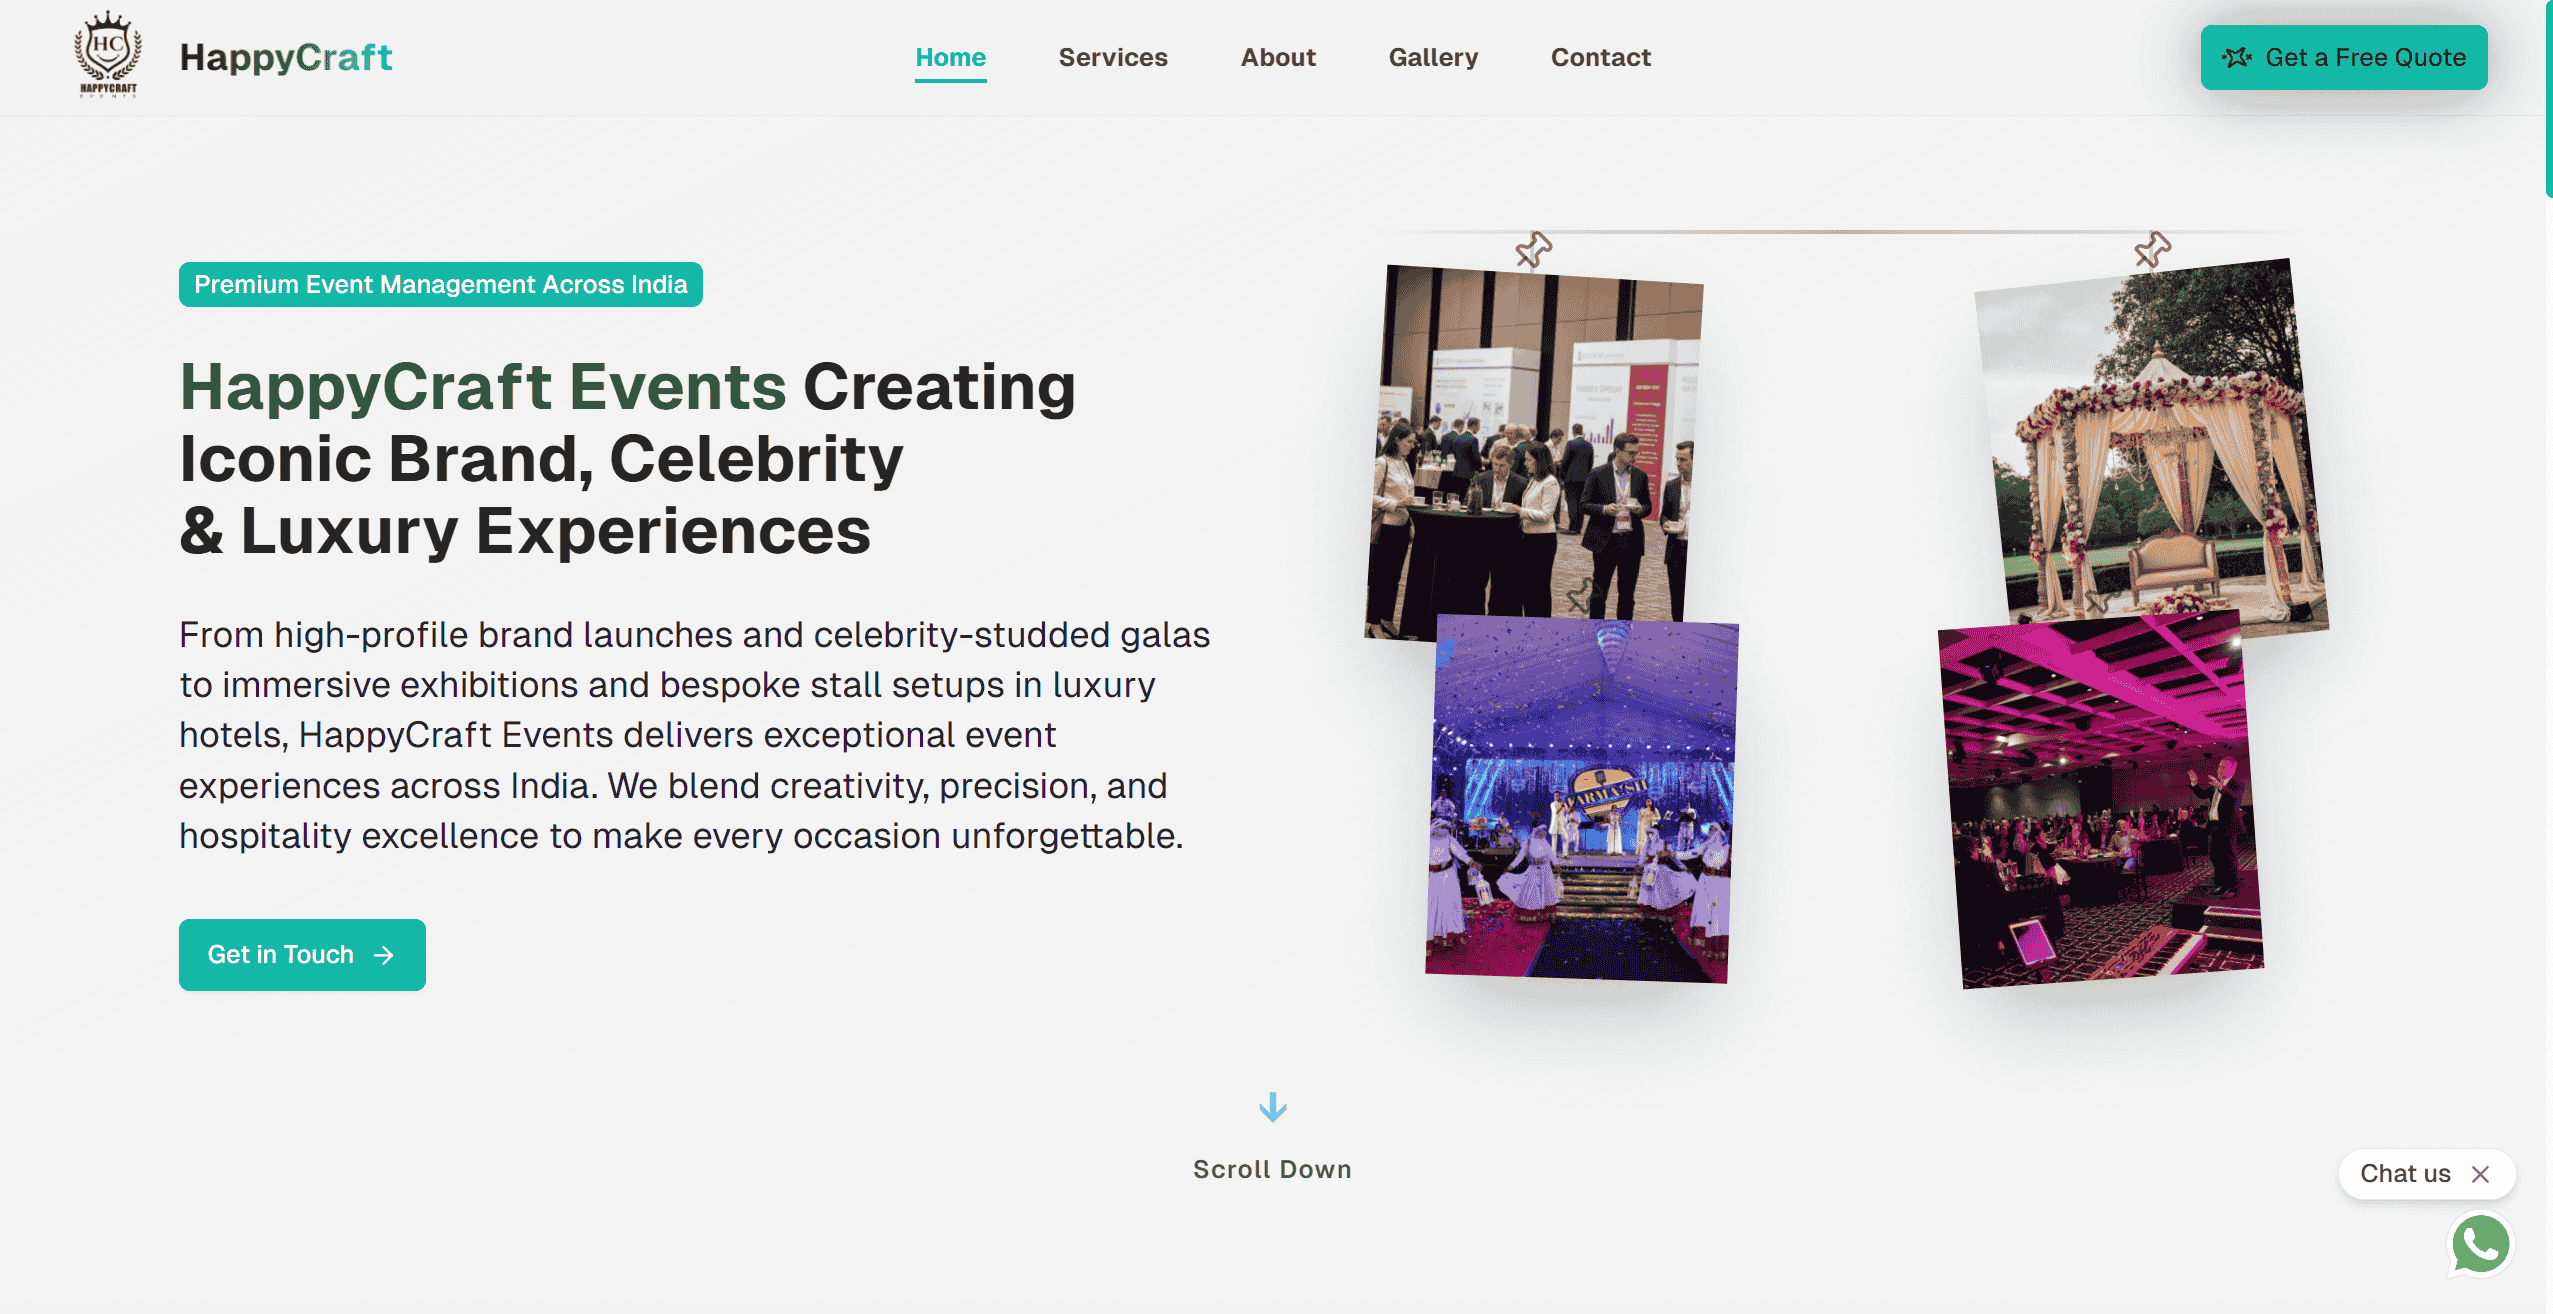 HC
HAPPYCRAFT
EVENTS
HappyCraft
Home
Services
About
Gallery
Contact
Get a Free Quote
Premium Event Management Across India
HappyCraft Events Creating
Iconic Brand, Celebrity
& Luxury Experiences
From high-profile brand launches and celebrity-studded galas
to immersive exhibitions and bespoke stall setups in luxury
hotels, HappyCraft Events delivers exceptional event
experiences across India. We blend creativity, precision, and
hospitality excellence to make every occasion unforgettable.
Get in Touch
Scroll Down
Chat us